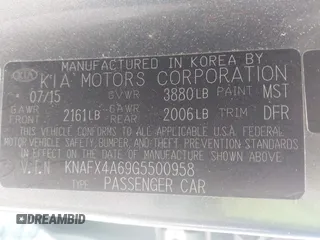 MANUFACTURED IN KOREA BY
KIA KIA MOTORS CORPORATION
* 07/15 GVWR 3880LB PAINT MST
GAWR FRONT 2161LB GAWR REAR 2006LB TRIM DFR
THIS VEHICLE CONFORMS TO ALL APPLICABLE U.S.A. FEDERAL MOTOR
VEHICLE SAFETY, BUMPER, AND THEFT PREVENTION STANDARDS
IN EFFECT ON THE DATE OF MANUFACTURE SHOWN ABOVE.
V.I.N KNAFX4A69G5500958
TYPE PASSENGER CAR
DREAMBID